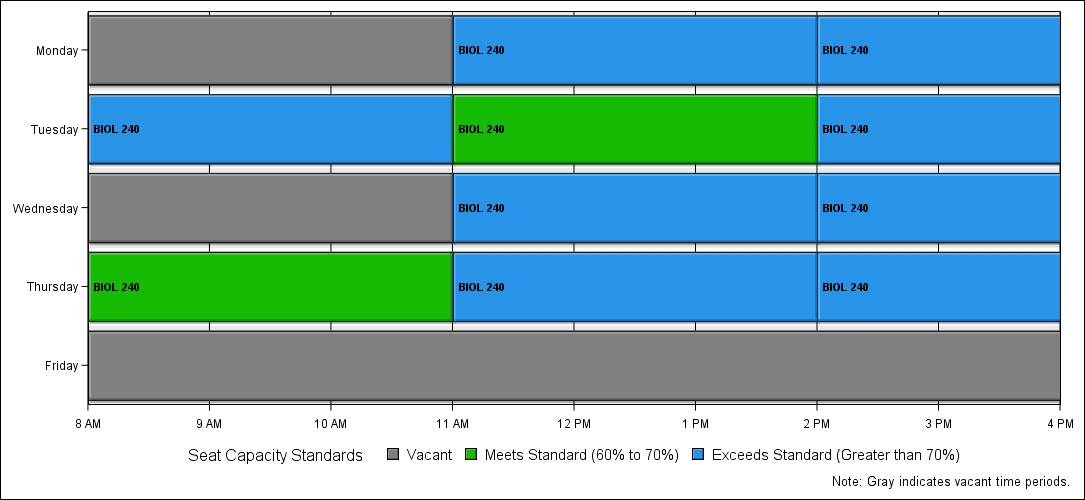 Monday
BIOL 240
BIOL 240
Tuesday
BIOL 240
BIOL 240
BIOL 240
Wednesday
BIOL 240
BIOL 240
Thursday
BIOL 240
BIOL 240
BIOL 240
Friday
8 AM 9 AM 10 AM 11 AM 12 PM 1 PM 2 PM 3 PM 4 PM
Seat Capacity Standards Vacant Meets Standard (60% to 70%) Exceeds Standard (Greater than 70%)
Note: Gray indicates vacant time periods.